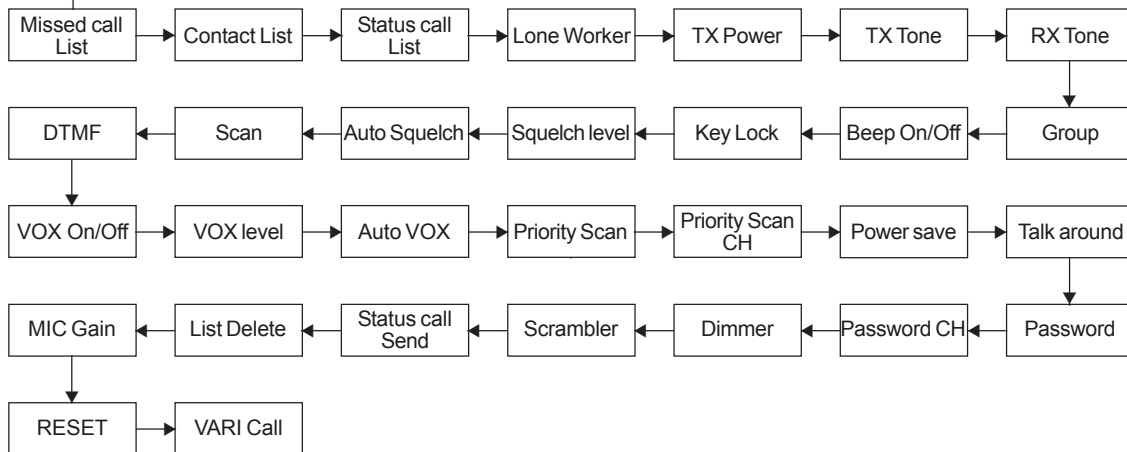 Missed call
List
Contact List
Status call
List
Lone Worker
TX Power
TX Tone
RX Tone
DTMF
Scan
Auto Squelch
Squelch level
Key Lock
Beep On/Off
Group
VOX On/Off
VOX level
Auto VOX
Priority Scan
Priority Scan
CH
Power save
Talk around
MIC Gain
List Delete
Status call
Send
Scrambler
Dimmer
Password CH
Password
RESET
VARI Call